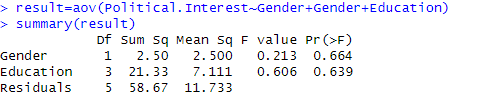 > result=aov(Political.Interest~Gender+Gender+Education)
> summary(result)
Df Sum Sq Mean Sq F value Pr(>F)
Gender 1 2.50 2.500 0.213 0.664
Education 3 21.33 7.111 0.606 0.639
Residuals 5 58.67 11.733